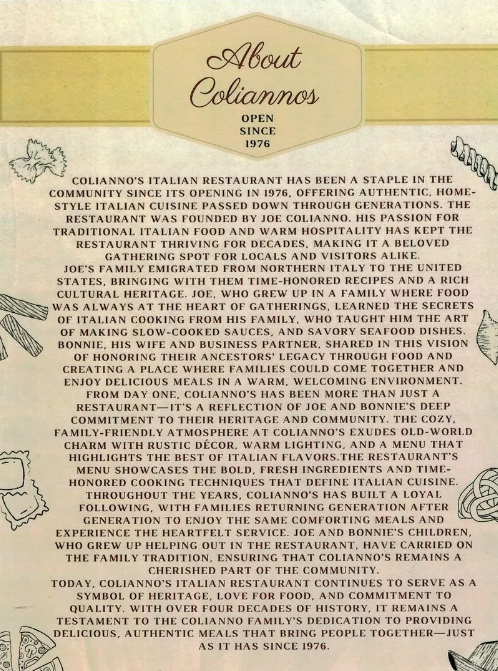 About
Coliannos
OPEN
SINCE
1976
COLIANNO'S ITALIAN RESTAURANT HAS BEEN A STAPLE IN THE
COMMUNITY SINCE ITS OPENING IN 1976, OFFERING AUTHENTIC, HOME-
STYLE ITALIAN CUISINE PASSED DOWN THROUGH GENERATIONS. THE
RESTAURANT WAS FOUNDED BY JOE COLIANNO. HIS PASSION FOR
TRADITIONAL ITALIAN FOOD AND WARM HOSPITALITY HAS KEPT THE
RESTAURANT THRIVING FOR DECADES, MAKING IT A BELOVED
GATHERING SPOT FOR LOCALS AND VISITORS ALIKE.
JOE'S FAMILY EMIGRATED FROM NORTHERN ITALY TO THE UNITED
STATES, BRINGING WITH THEM TIME-HONORED RECIPES AND A RICH
CULTURAL HERITAGE. JOE, WHO GREW UP IN A FAMILY WHERE FOOD
WAS ALWAYS AT THE HEART OF GATHERINGS, LEARNED THE SECRETS
OF ITALIAN COOKING FROM HIS FAMILY, WHO TAUGHT HIM THE ART
OF MAKING SLOW-COOKED SAUCES, AND SAVORY SEAFOOD DISHES.
BONNIE, HIS WIFE AND BUSINESS PARTNER, SHARED IN THIS VISION
OF HONORING THEIR ANCESTORS' LEGACY THROUGH FOOD AND
CREATING A PLACE WHERE FAMILIES COULD COME TOGETHER AND
ENJOY DELICIOUS MEALS IN A WARM, WELCOMING ENVIRONMENT.
FROM DAY ONE, COLIANNO'S HAS BEEN MORE THAN JUST A
RESTAURANT—IT'S A REFLECTION OF JOE AND BONNIE'S DEEP
COMMITMENT TO THEIR HERITAGE AND COMMUNITY. THE COZY,
FAMILY-FRIENDLY ATMOSPHERE AT COLIANNO'S EXUDES OLD-WORLD
CHARM WITH RUSTIC DÉCOR, WARM LIGHTING, AND A MENU THAT
HIGHLIGHTS THE BEST OF ITALIAN FLAVORS.THE RESTAURANT'S
MENU SHOWCASES THE BOLD, FRESH INGREDIENTS AND TIME-
HONORED COOKING TECHNIQUES THAT DEFINE ITALIAN CUISINE.
THROUGHOUT THE YEARS, COLIANNO'S HAS BUILT A LOYAL
FOLLOWING, WITH FAMILIES RETURNING GENERATION AFTER
GENERATION TO ENJOY THE SAME COMFORTING MEALS AND
EXPERIENCE THE HEARTFELT SERVICE. JOE AND BONNIE'S CHILDREN,
WHO GREW UP HELPING OUT IN THE RESTAURANT, HAVE CARRIED ON
THE FAMILY TRADITION, ENSURING THAT COLIANNO'S REMAINS A
CHERISHED PART OF THE COMMUNITY.
TODAY, COLIANNO'S ITALIAN RESTAURANT CONTINUES TO SERVE AS A
SYMBOL OF HERITAGE, LOVE FOR FOOD, AND COMMITMENT TO
QUALITY. WITH OVER FOUR DECADES OF HISTORY, IT REMAINS A
TESTAMENT TO THE COLIANNO FAMILY'S DEDICATION TO PROVIDING
DELICIOUS, AUTHENTIC MEALS THAT BRING PEOPLE TOGETHER—JUST
AS IT HAS SINCE 1976.